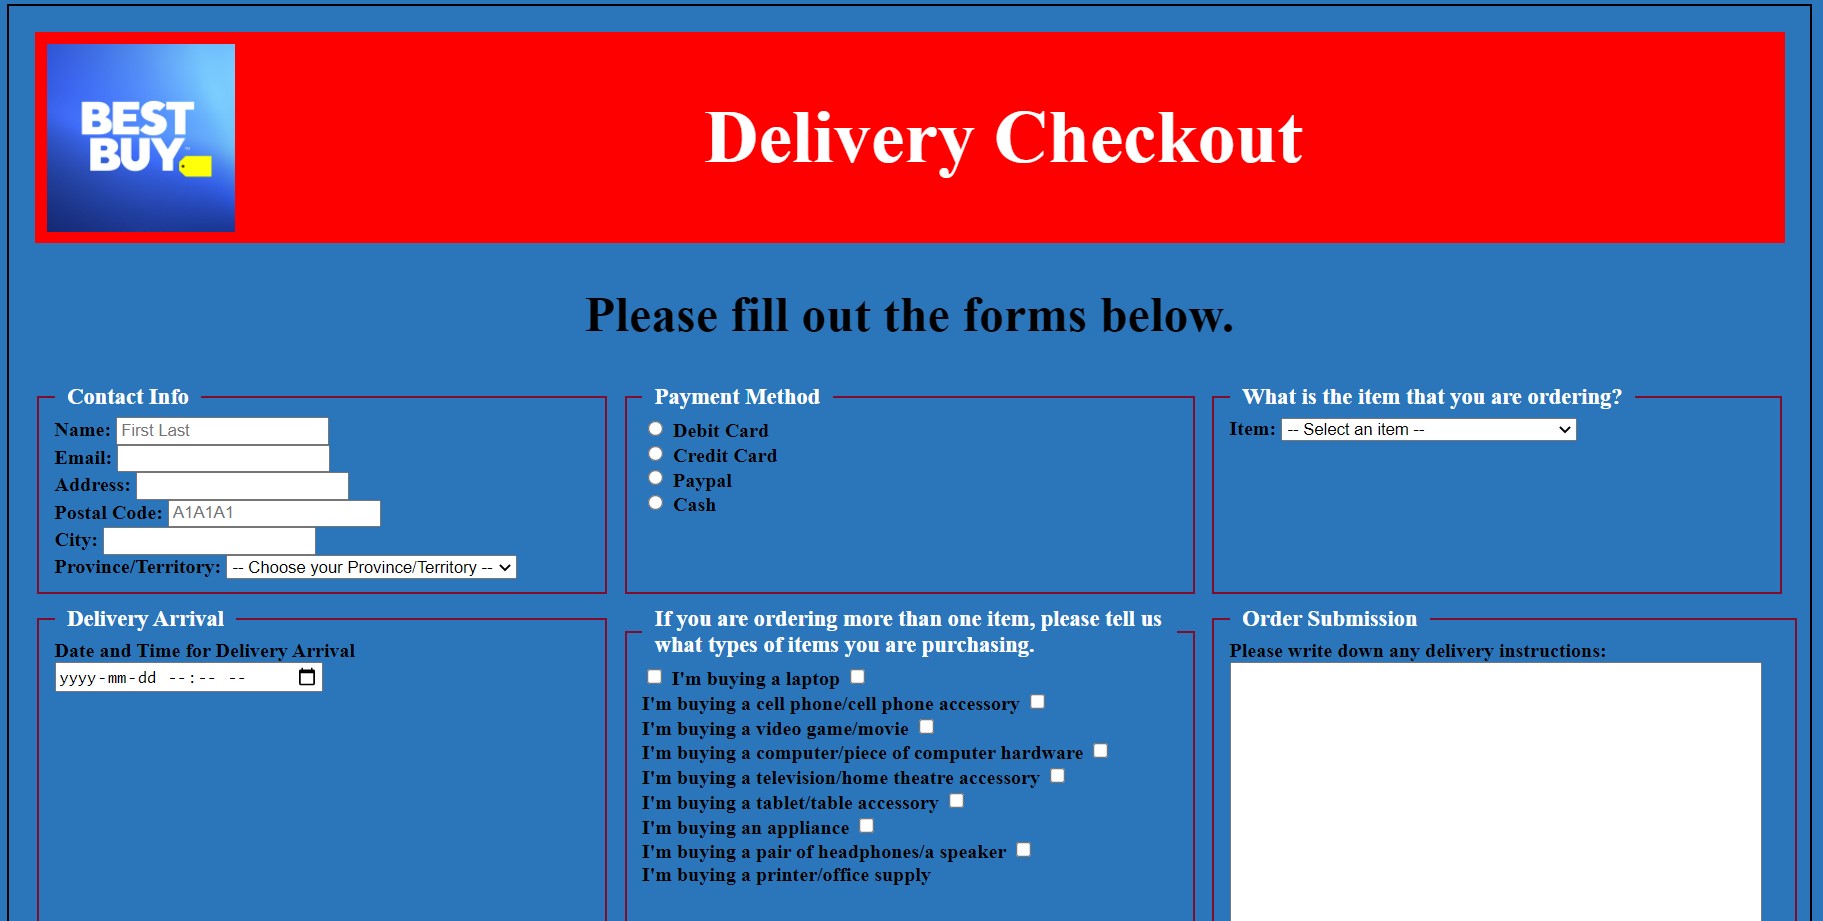 BEST
BUY
Delivery Checkout
Please fill out the forms below.
Contact Info
Name: First Last
Email:
Address:
Postal Code: A1A1A1
City:
Province/Territory: -- Choose your Province/Territory --
Payment Method
Debit Card
Credit Card
Paypal
Cash
What is the item that you are ordering?
Item: -- Select an item --
Delivery Arrival
Date and Time for Delivery Arrival
yyyy-mm-dd --:-- --
If you are ordering more than one item, please tell us
what types of items you are purchasing.
I'm buying a laptop
I'm buying a cell phone/cell phone accessory
I'm buying a video game/movie
I'm buying a computer/piece of computer hardware
I'm buying a television/home theatre accessory
I'm buying a tablet/table accessory
I'm buying an appliance
I'm buying a pair of headphones/a speaker
I'm buying a printer/office supply
Order Submission
Please write down any delivery instructions: